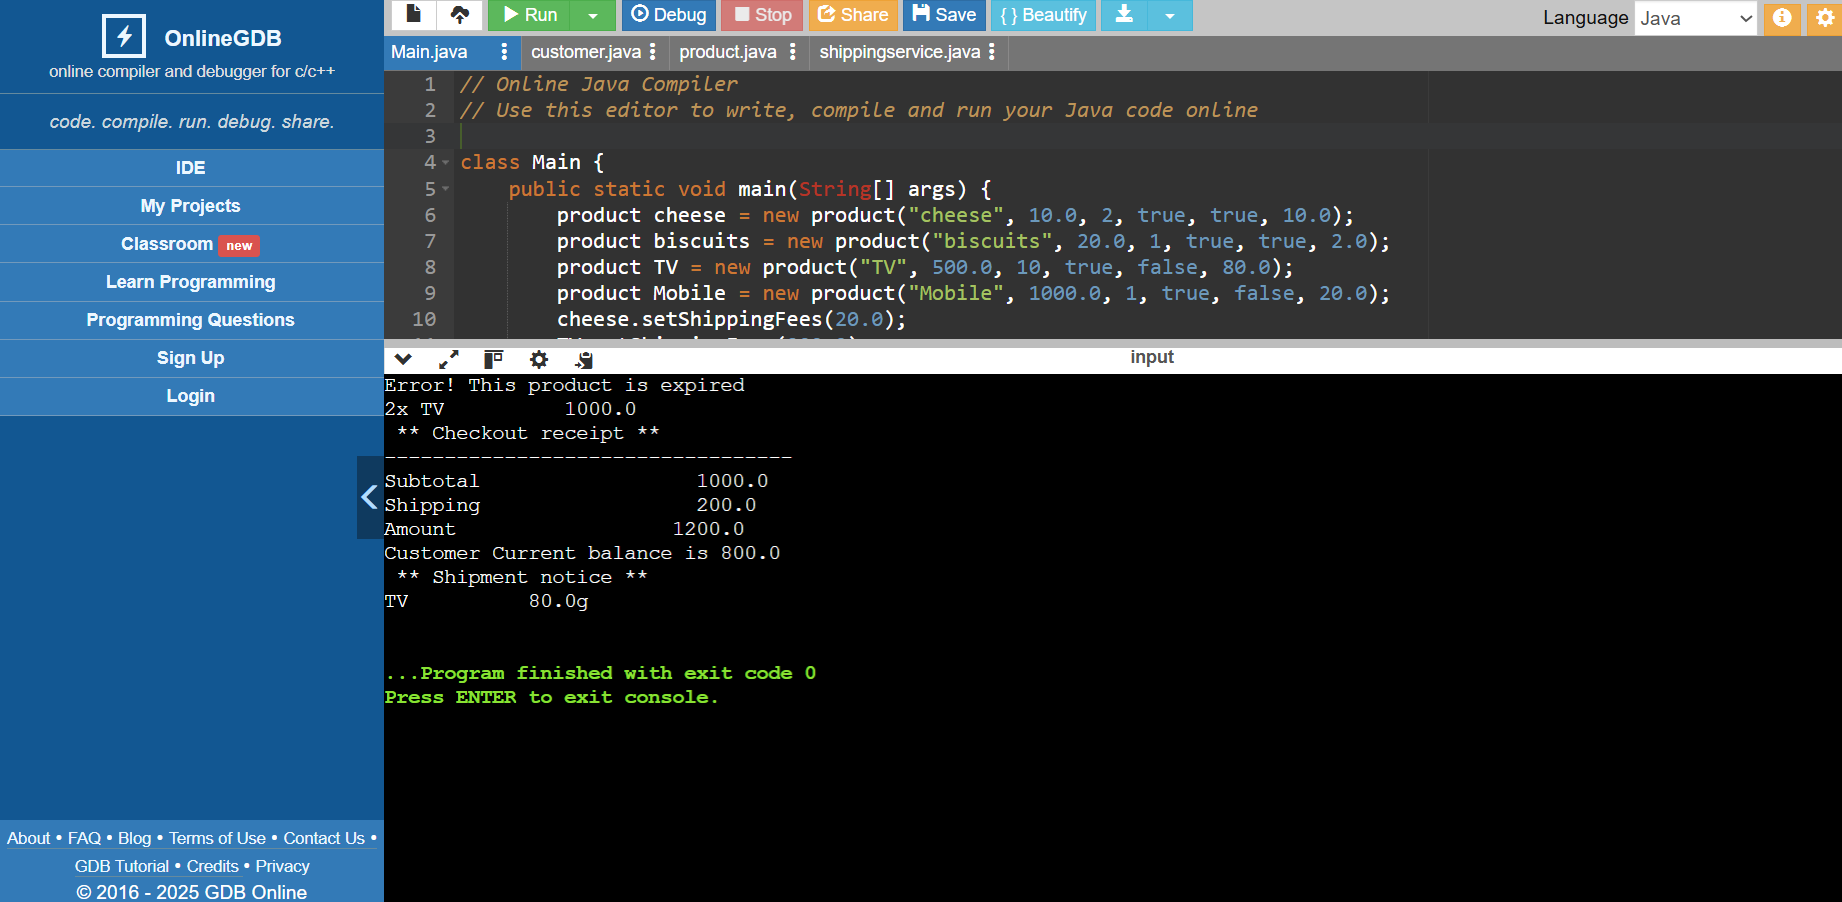 OnlineGDB
online compiler and debugger for c/c++
code. compile. run. debug. share.
IDE
My Projects
Classroom new
Learn Programming
Programming Questions
Sign Up
Login
About • FAQ • Blog • Terms of Use • Contact Us •
GDB Tutorial • Credits • Privacy
© 2016 - 2025 GDB Online
Run Debug Stop Share Save { } Beautify Language Java
Main.java customer.java product.java shippingservice.java
1 // Online Java Compiler
2 // Use this editor to write, compile and run your Java code online
3
4 class Main {
5 public static void main(String[] args) {
6 product cheese = new product("cheese", 10.0, 2, true, true, 10.0);
7 product biscuits = new product("biscuits", 20.0, 1, true, true, 2.0);
8 product TV = new product("TV", 500.0, 10, true, false, 80.0);
9 product Mobile = new product("Mobile", 1000.0, 1, true, false, 20.0);
10 cheese.setShippingFees(20.0);
input
Error! This product is expired
2x TV 1000.0
** Checkout receipt **
----------------------------------
Subtotal 1000.0
Shipping 200.0
Amount 1200.0
Customer Current balance is 800.0
** Shipment notice **
TV 80.0g
...Program finished with exit code 0
Press ENTER to exit console.